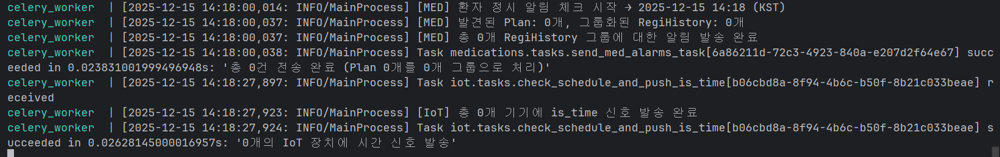 celery_worker  | [2025-12-15 14:18:00,014: INFO/MainProcess] [MED] 환자 정시 알림 체크 시작 → 2025-12-15 14:18 (KST)
celery_worker  | [2025-12-15 14:18:00,037: INFO/MainProcess] [MED] 발견된 Plan: 0개, 그룹화된 RegiHistory: 0개
celery_worker  | [2025-12-15 14:18:00,037: INFO/MainProcess] [MED] 총 0개 RegiHistory 그룹에 대한 알림 발송 완료
celery_worker  | [2025-12-15 14:18:00,038: INFO/MainProcess] Task medications.tasks.send_med_alarms_task[6a86211d-72c3-4923-840a-e207d2f64e67] succ
eeded in 0.023831001999496948s: '총 0건 전송 완료 (Plan 0개를 0개 그룹으로 처리)'
celery_worker  | [2025-12-15 14:18:27,897: INFO/MainProcess] Task iot.tasks.check_schedule_and_push_is_time[b06cbd8a-8f94-4b6c-b50f-8b21c033beae] r
eceived
celery_worker  | [2025-12-15 14:18:27,923: INFO/MainProcess] [IoT] 총 0개 기기에 is_time 신호 발송 완료
celery_worker  | [2025-12-15 14:18:27,924: INFO/MainProcess] Task iot.tasks.check_schedule_and_push_is_time[b06cbd8a-8f94-4b6c-b50f-8b21c033beae] s
ucceeded in 0.02628145000016957s: '0개의 IoT 장치에 시간 신호 발송'